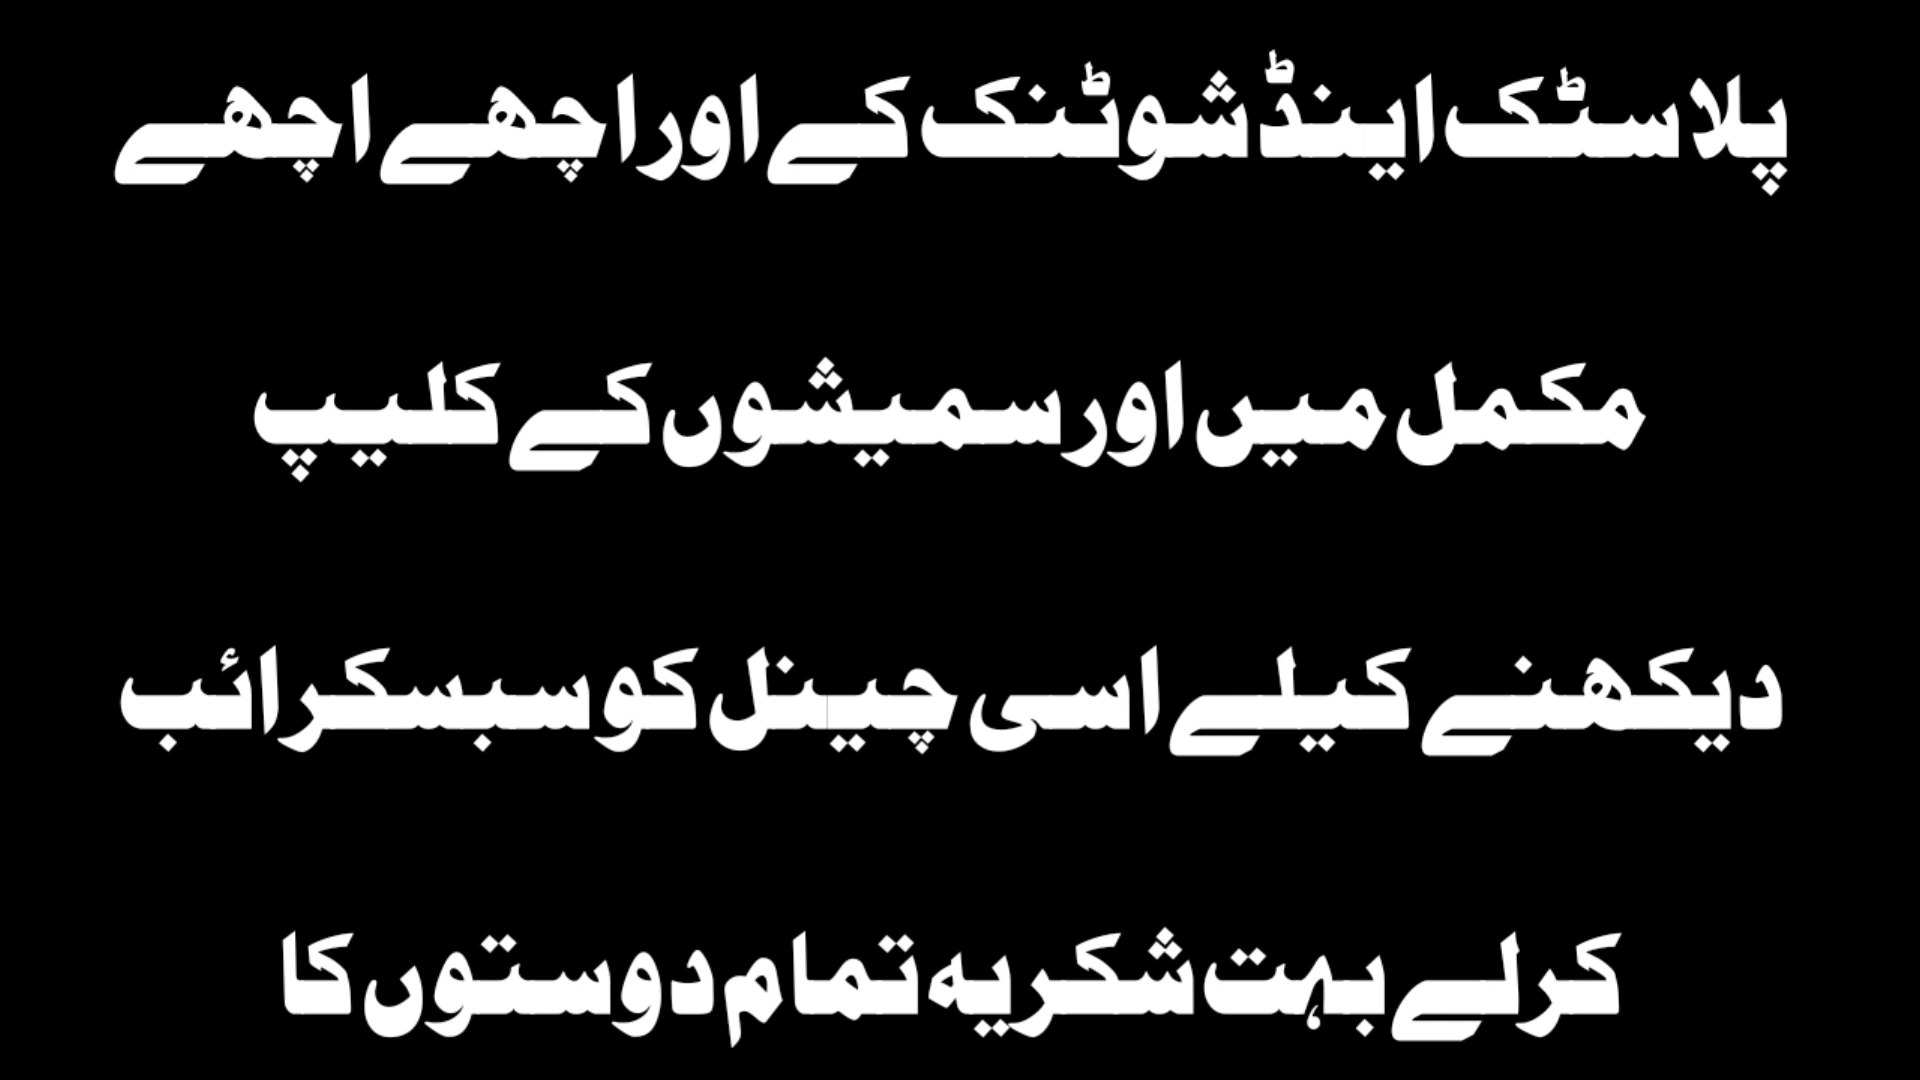 پلاسٹک اینڈ شوٹنک کے اور اچھے اچھے
مکمل میں اور سمیشوں کے کلیپ
دیکھنے کیلے اسی چینل کو سبسکرائب
کرلے بہت شکریہ تمام دوستوں کا